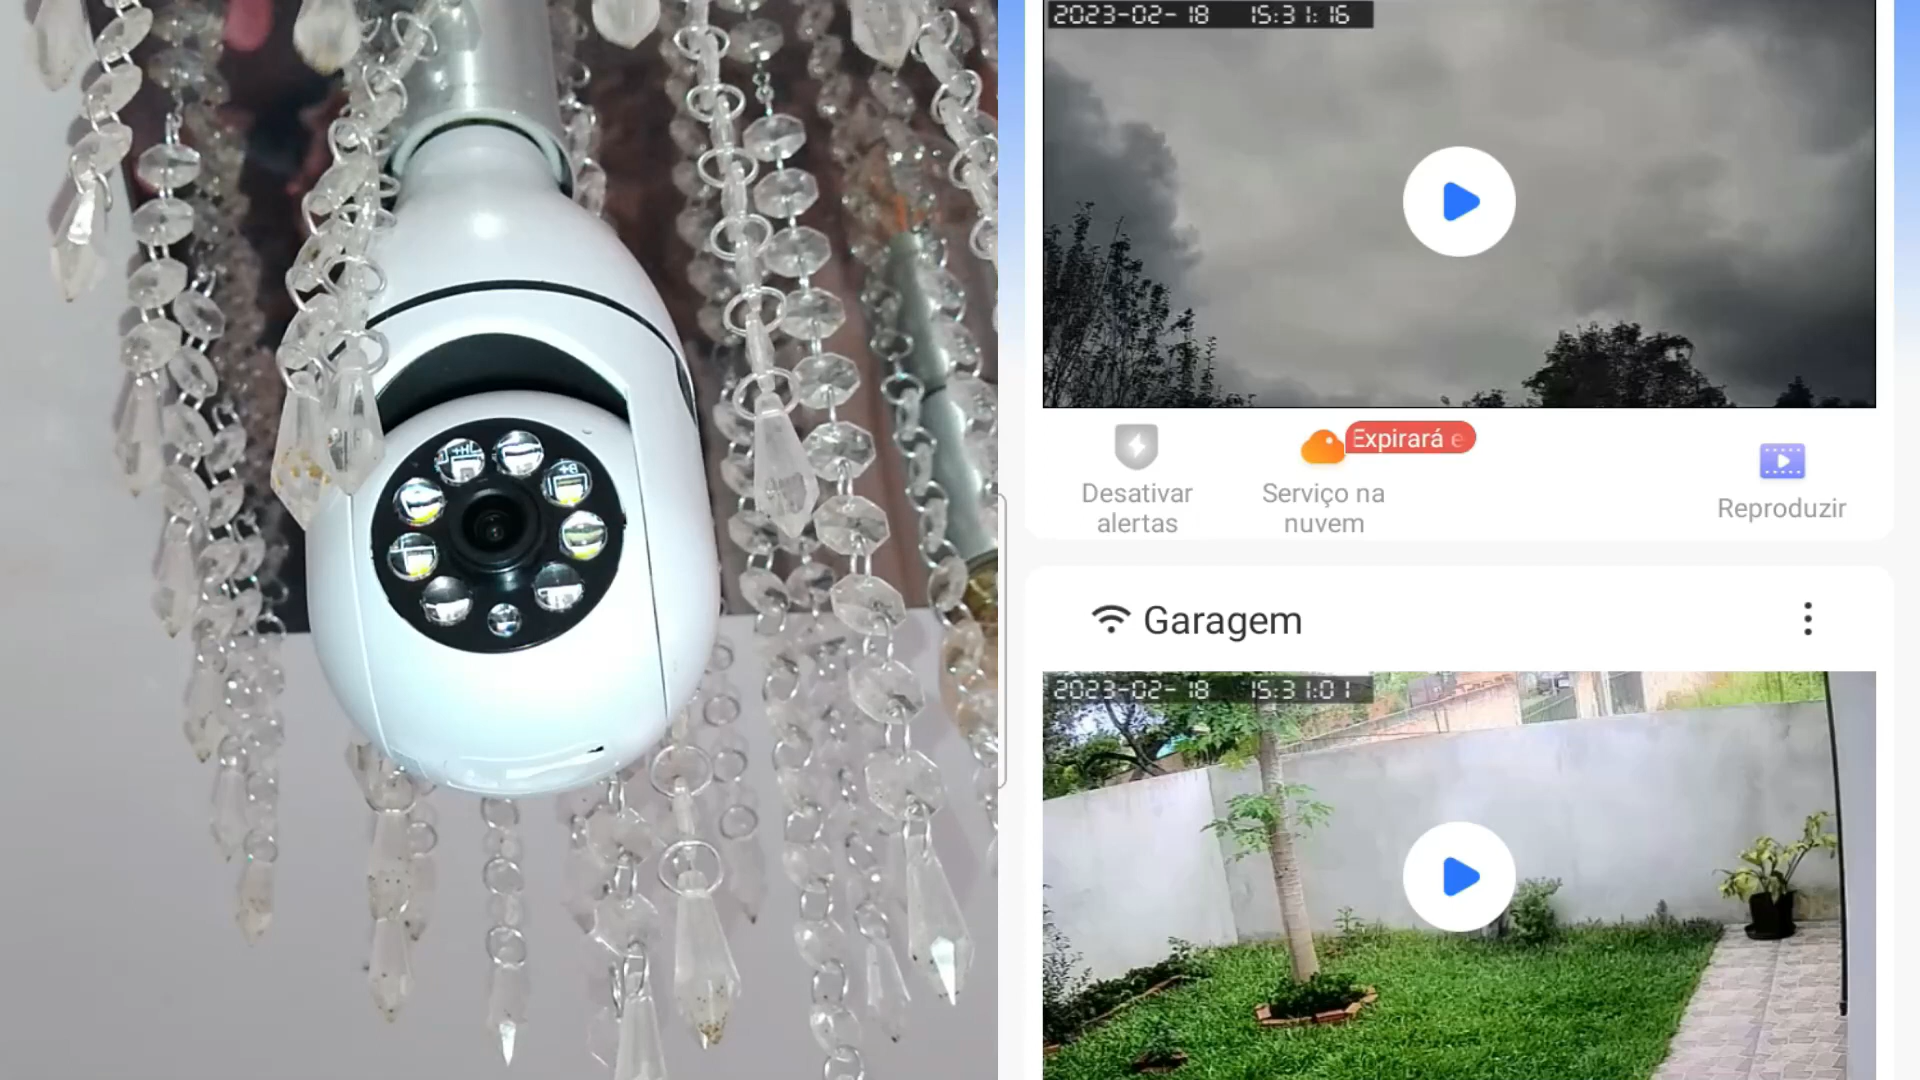 2023-02-18 15:31:16
Expirará e
Desativar
alertas
Serviço na
nuvem
Reproduzir
Garagem
2023-02-18 15:31:01